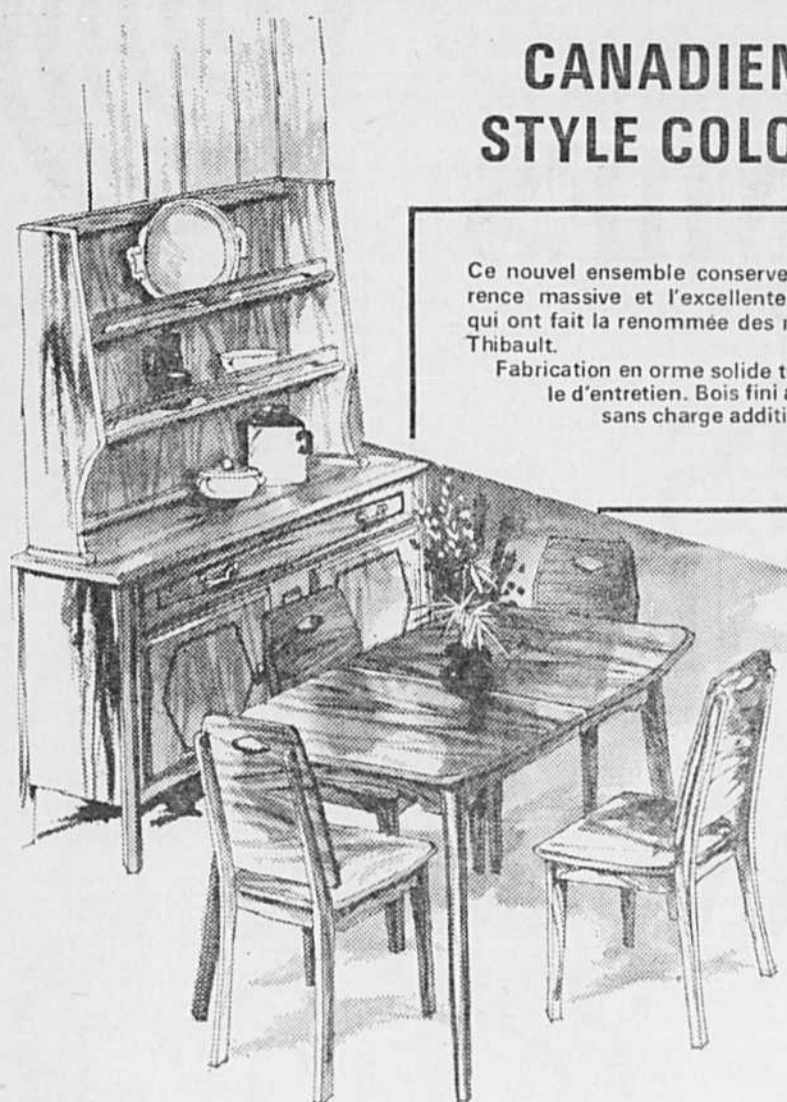 CANADIEN
STYLE COLO
Ce nouvel ensemble conserve
rence massive et l'excellente
qui ont fait la renommée des
Thibault.
Fabrication en orme solide t
le d'entretien. Bois fini
sans charge additi